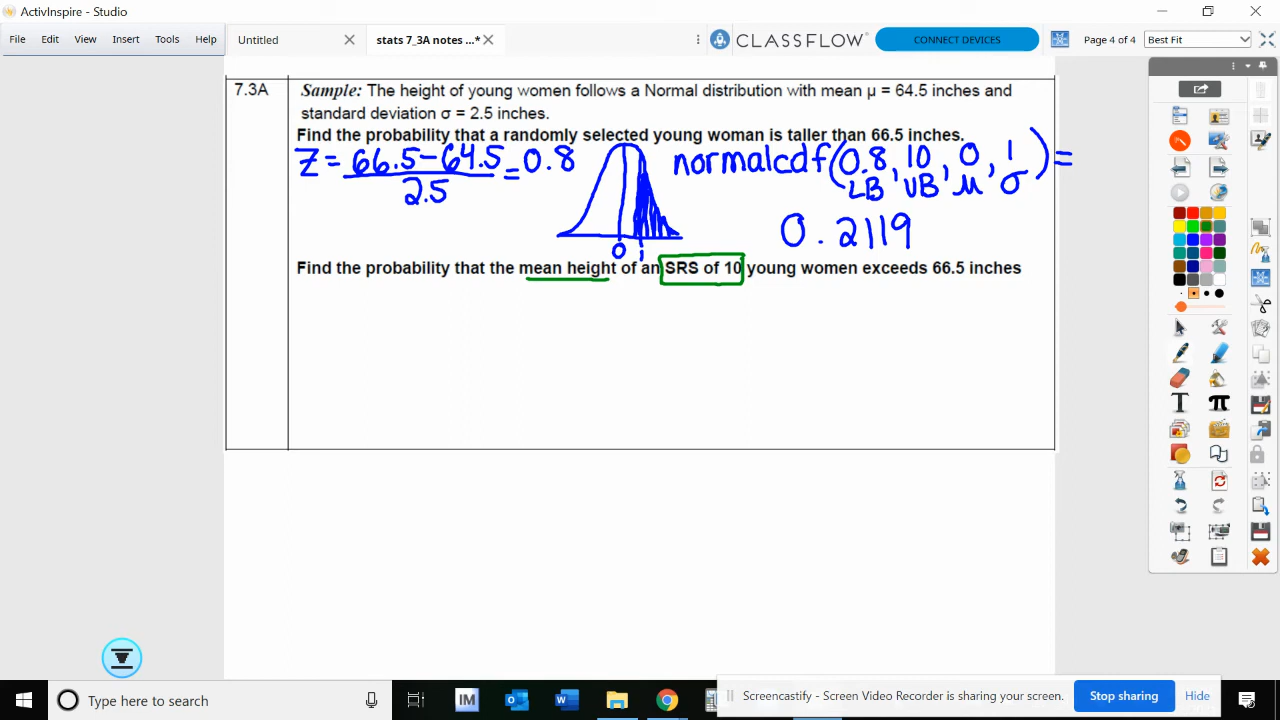 ActivInspire - Studio
File Edit View Insert Tools Help
Untitled
stats 7_3A notes ...*
CLASSFLOW
CONNECT DEVICES
Page 4 of 4
Best Fit
7.3A
Sample: The height of young women follows a Normal distribution with mean μ = 64.5 inches and
standard deviation σ = 2.5 inches.
Find the probability that a randomly selected young woman is taller than 66.5 inches.
Z = 66.5-64.5 = 0.8
2.5
normalcdf(0.8, 10, 0, 1) =
LB UB μ σ
0.2119
0 1
Find the probability that the mean height of an SRS of 10 young women exceeds 66.5 inches
T π
Type here to search
IM
Screencastify - Screen Video Recorder is sharing your screen.
Stop sharing
Hide